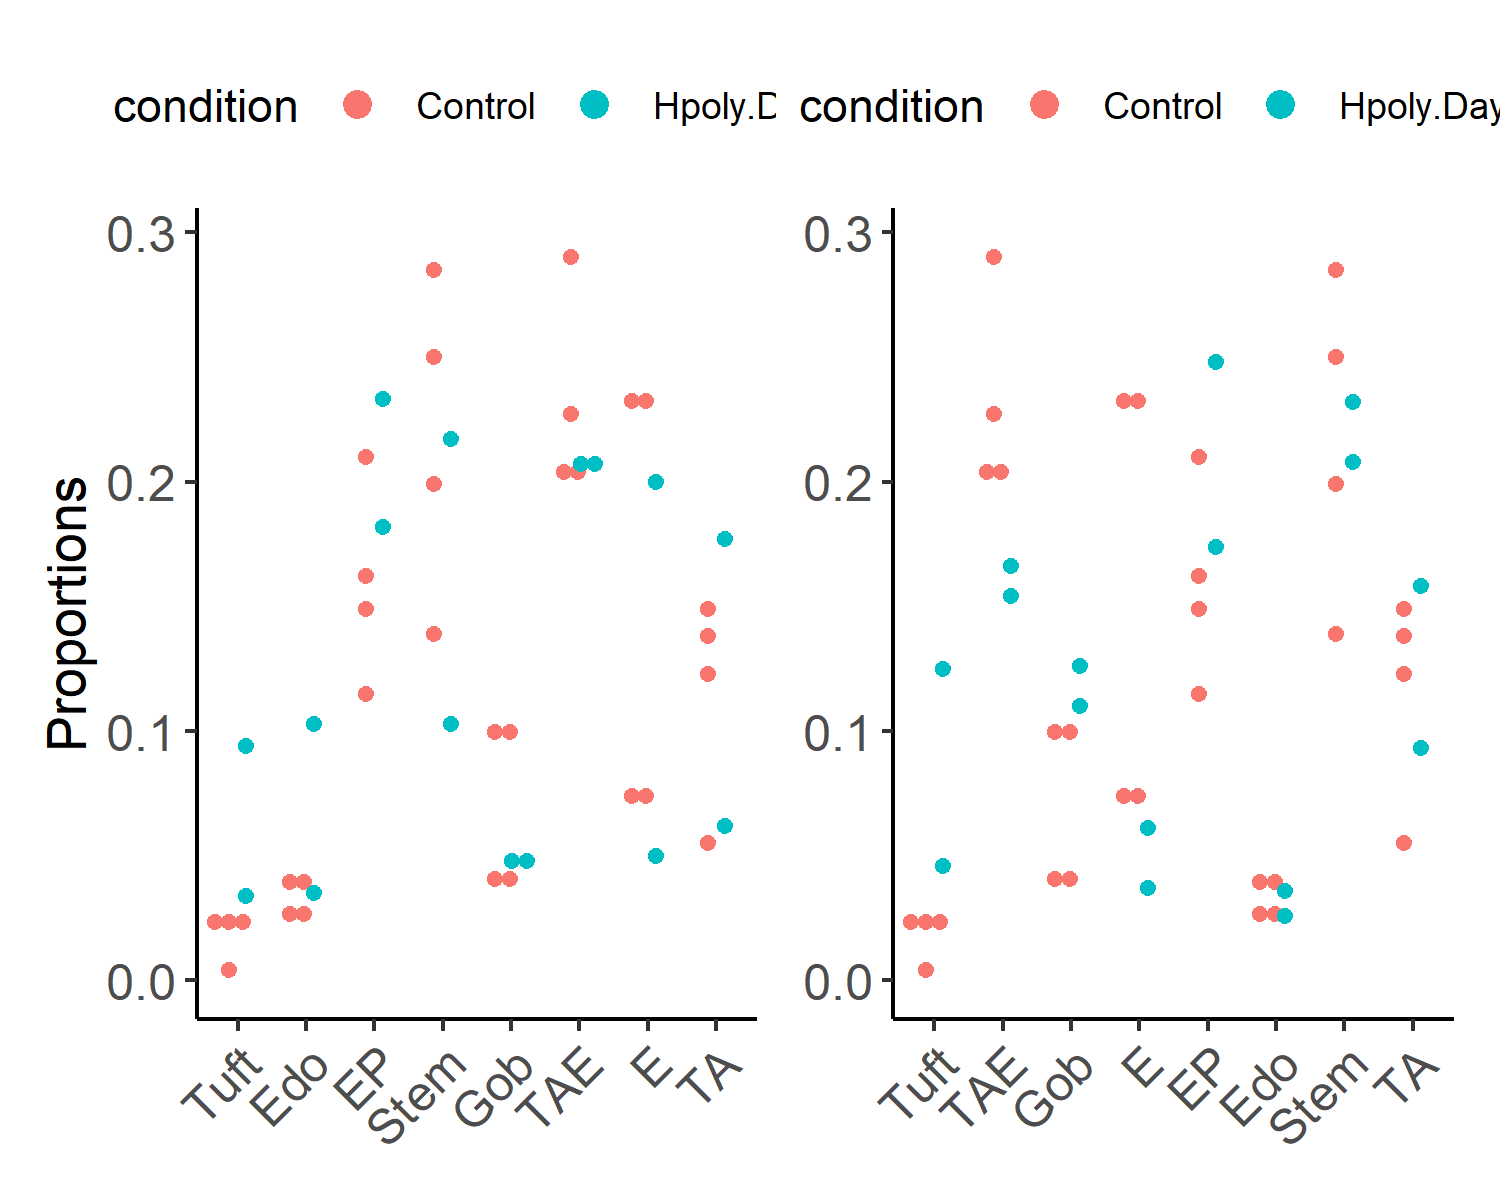 condition Control Hpoly.D condition Control Hpoly.Day
0.3
0.2
0.1
0.0
Proportions
Tuft Edo EP Stem Gob TAE E TA
0.3
0.2
0.1
0.0
Tuft TAE Gob E EP Edo Stem TA